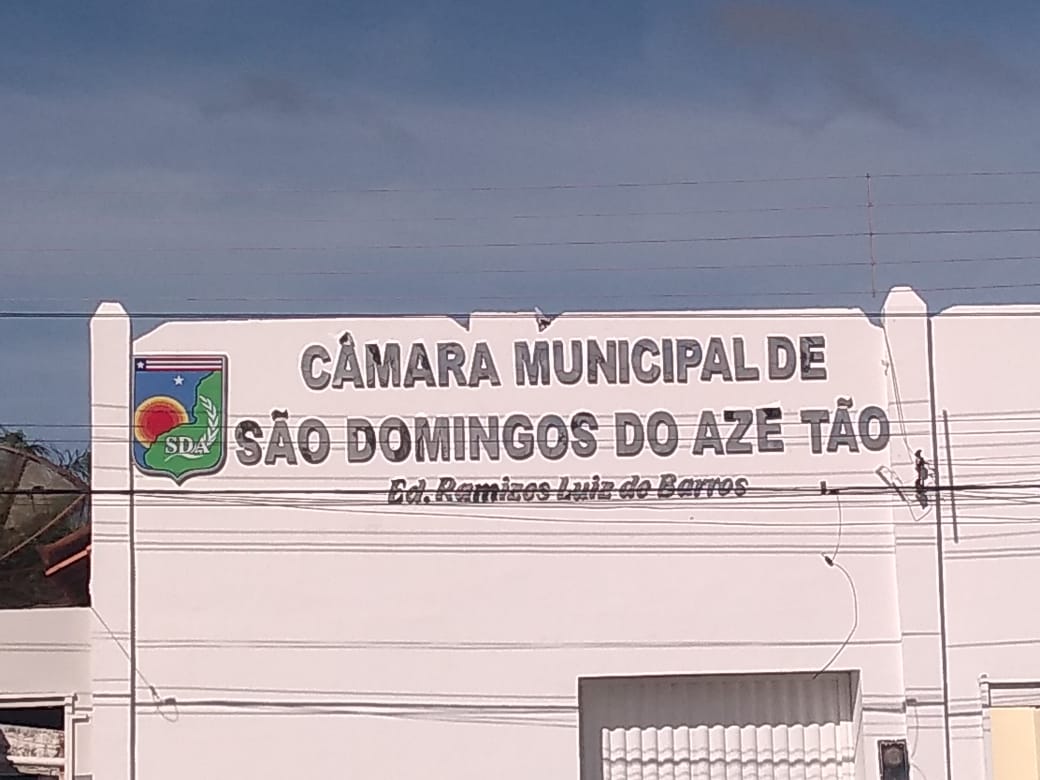 CÂMARA MUNICIPAL DE
SÃO DOMINGOS DO AZE TÃO
Ed. Ramizes Luiz de Barros
SDA